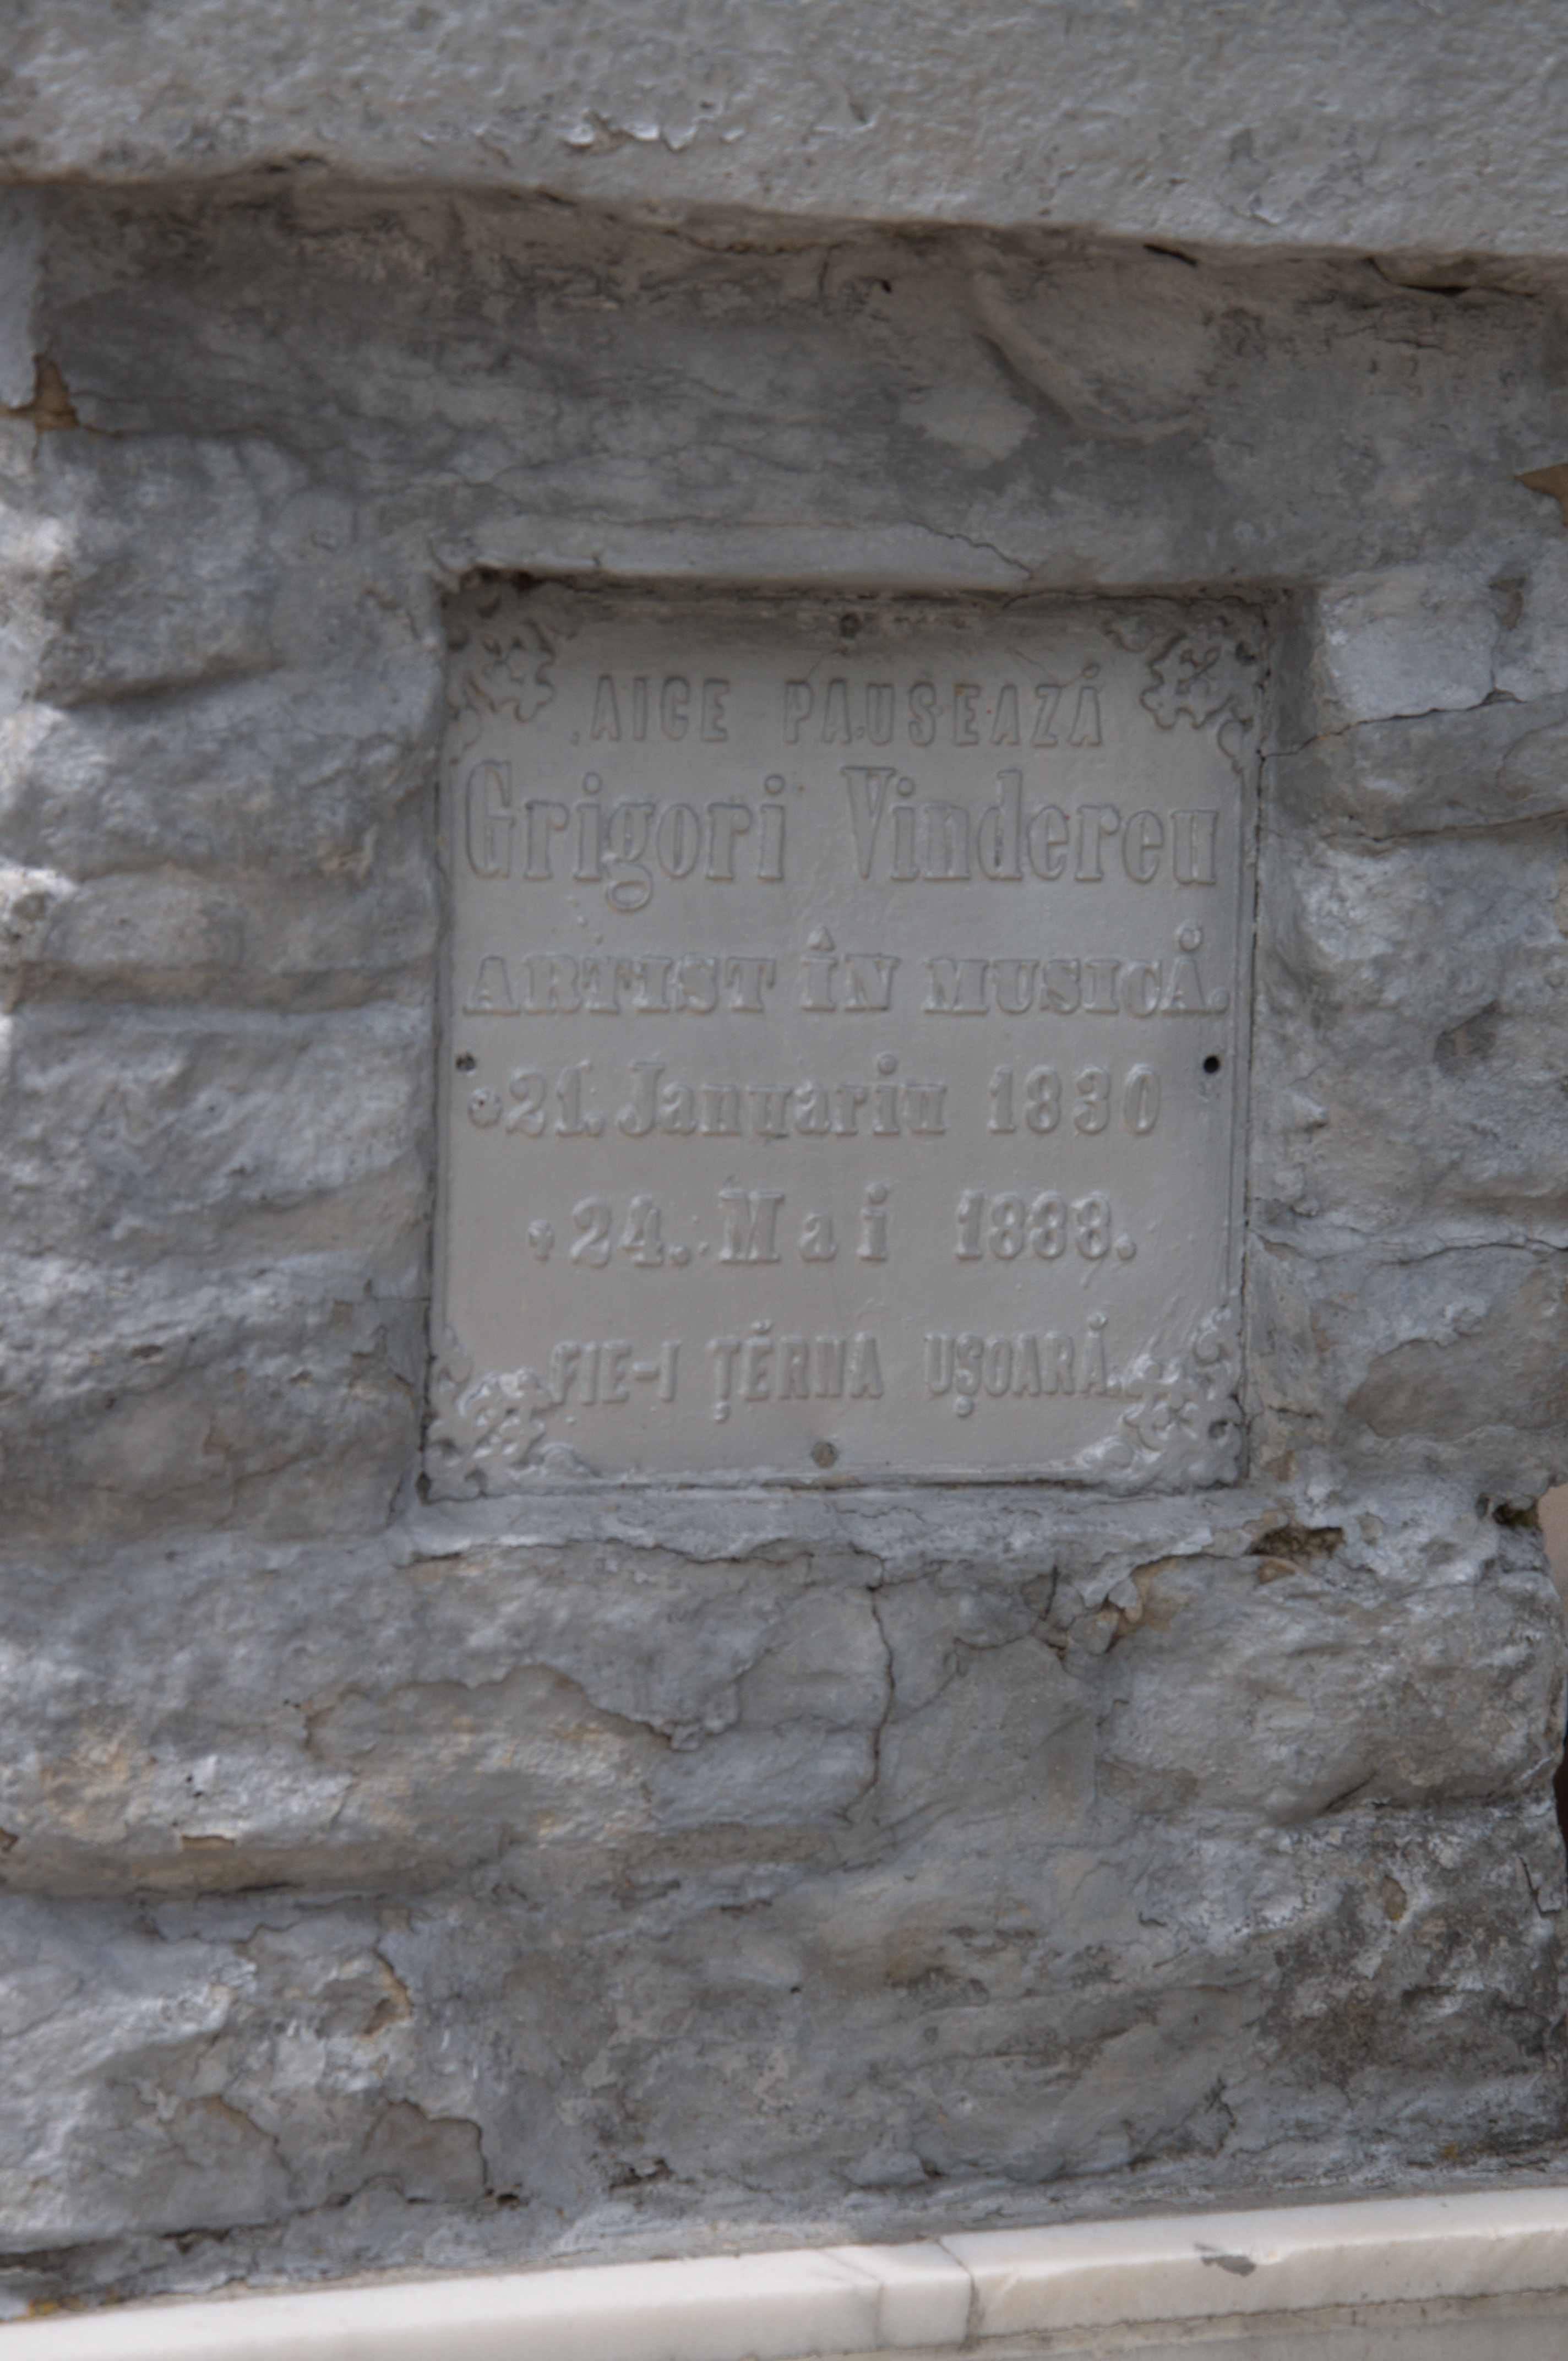 AICE PAUSEAZĂ
Grigori Vindereu
ARTIST ÎN MUSICĂ.
*21. Januariu 1830
†24. Mai 1888.
FIE-I ȚĔRNA UȘOARĂ.